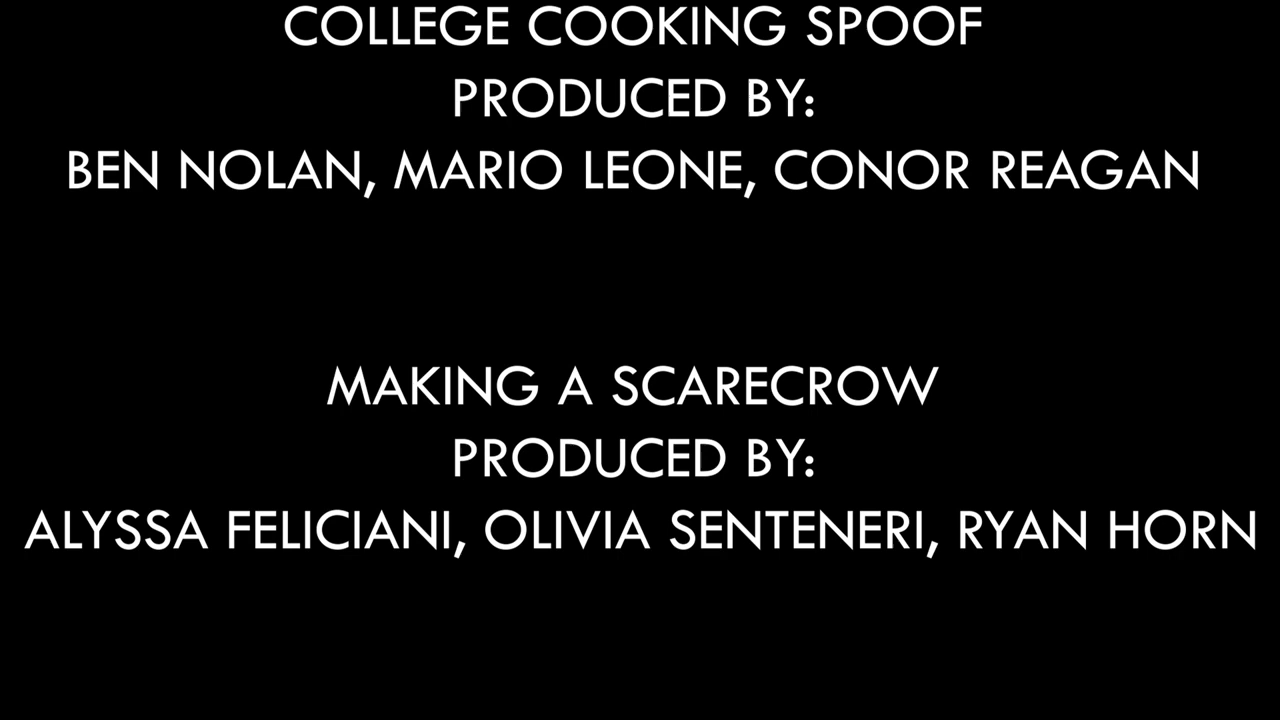 COLLEGE COOKING SPOOF
PRODUCED BY:
BEN NOLAN, MARIO LEONE, CONOR REAGAN
MAKING A SCARECROW
PRODUCED BY:
ALYSSA FELICIANI, OLIVIA SENTENERI, RYAN HORN